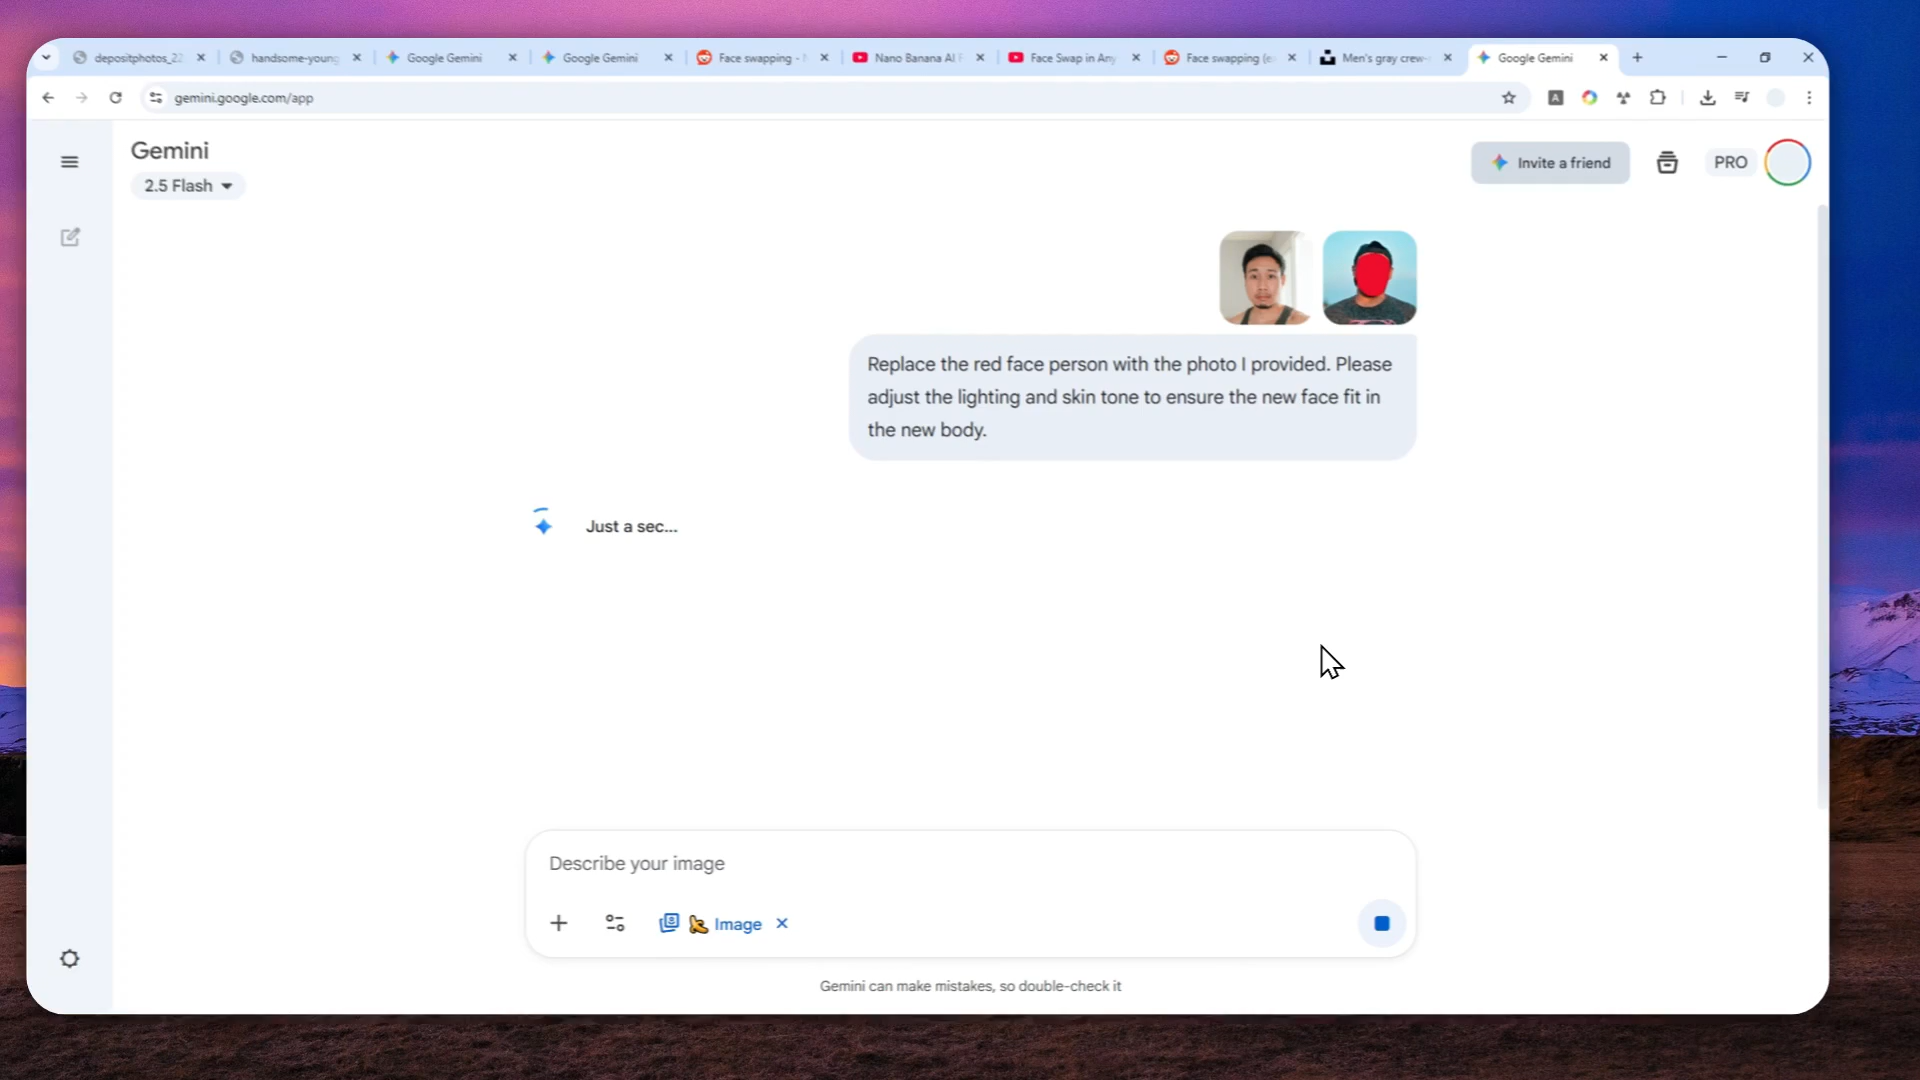 depositphotos_22
handsome-young
Google Gemini
Google Gemini
Face swapping -
Nano Banana AI F
Face Swap in Any
Face swapping (e
Men's gray crew-
Google Gemini
gemini.google.com/app
A
Gemini
2.5 Flash
Invite a friend
PRO
Replace the red face person with the photo I provided. Please
adjust the lighting and skin tone to ensure the new face fit in
the new body.
Just a sec...
Describe your image
Image
Gemini can make mistakes, so double-check it